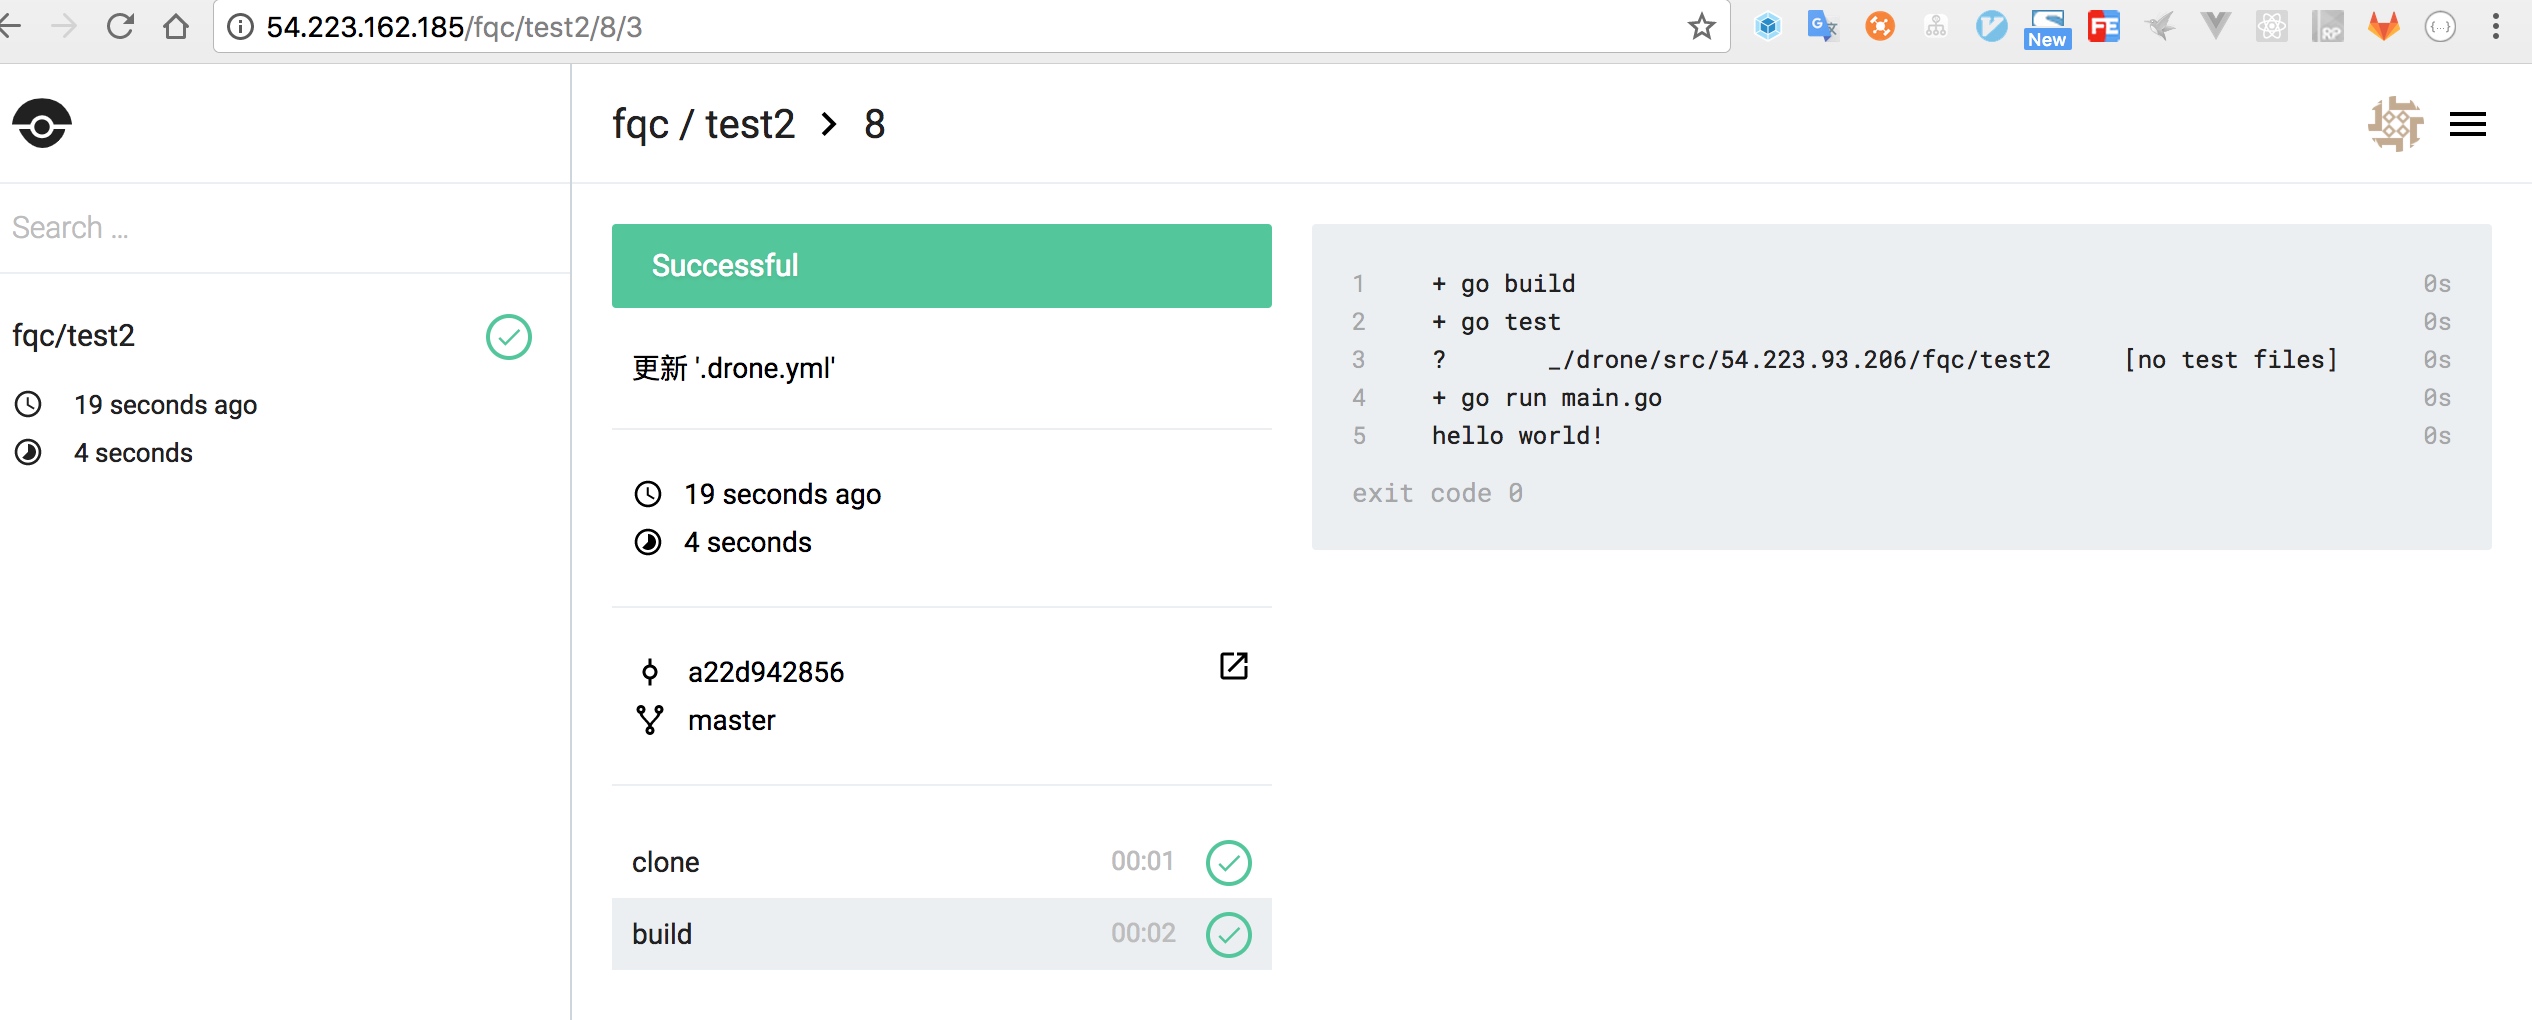 54.223.162.185/fqc/test2/8/3
New
FE
RP
fqc / test2 > 8
Search ...
fqc/test2
19 seconds ago
4 seconds
Successful
更新 '.drone.yml'
19 seconds ago
4 seconds
a22d942856
master
clone 00:01
build 00:02
1 + go build 0s
2 + go test 0s
3 ? _/drone/src/54.223.93.206/fqc/test2 [no test files] 0s
4 + go run main.go 0s
5 hello world! 0s
exit code 0